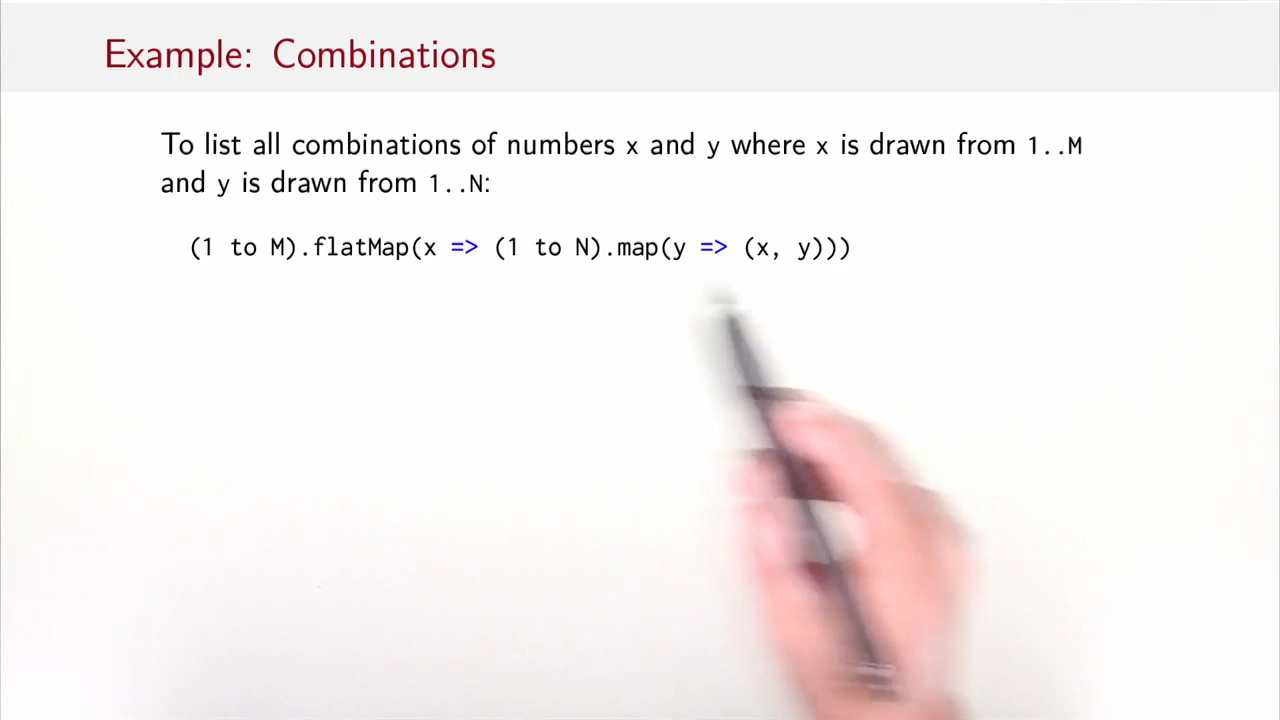 Example: Combinations
To list all combinations of numbers x and y where x is drawn from 1..M
and y is drawn from 1..N:
(1 to M).flatMap(x => (1 to N).map(y => (x, y)))